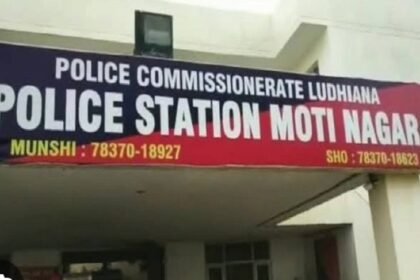 POLICE COMMISSIONERATE LUDHIANA
POLICE STATION MOTI NAGAR
MUNSHI : 78370-18927 SHO : 78370-18623